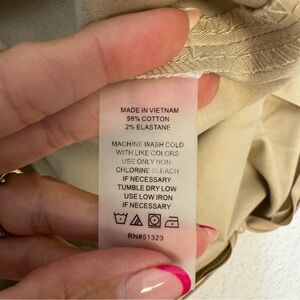 MADE IN VIETNAM
98% COTTON
2% ELASTANE
MACHINE WASH COLD
WITH LIKE COLORS
USE ONLY NON-
CHLORINE BLEACH
IF NECESSARY
TUMBLE DRY LOW
USE LOW IRON
IF NECESSARY
RN#51323